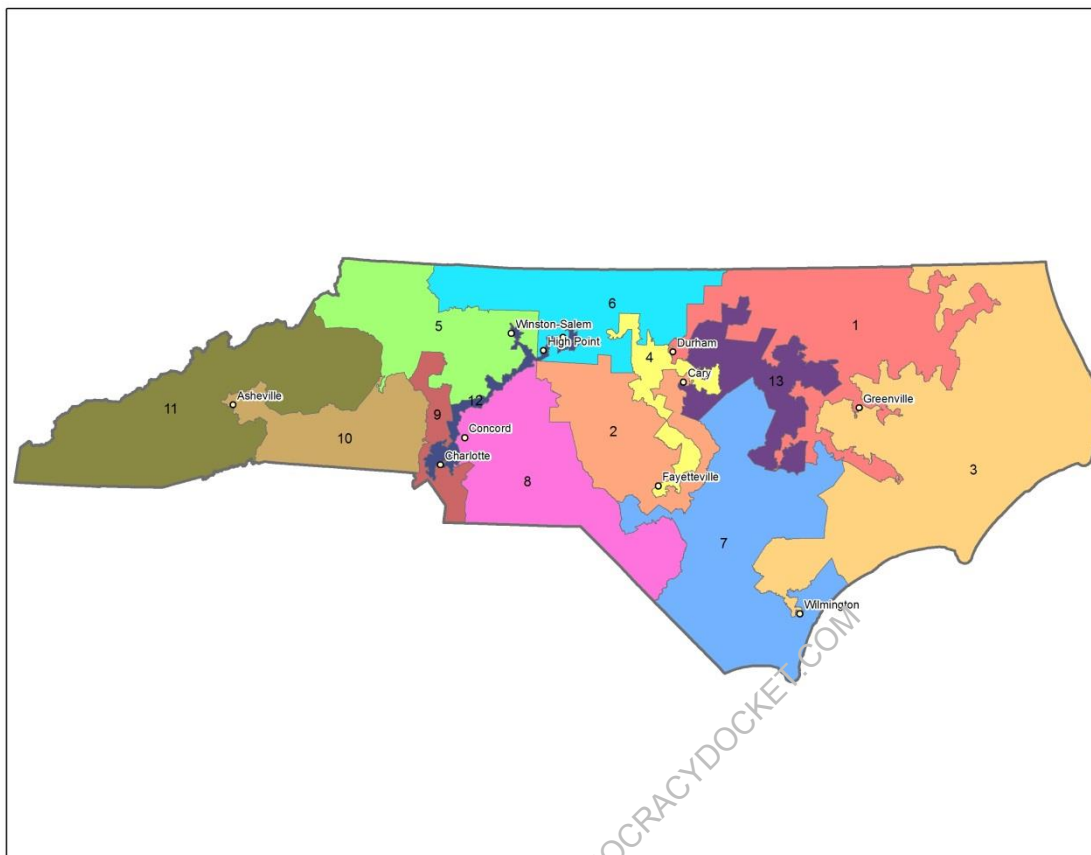 6
1
Winston-Salem
5
High Point
4
Durham
Cary
13
11
Asheville
9
12
Greenville
10
Concord
2
3
Charlotte
8
Fayetteville
7
Wilmington
OCRACYDOCKET.COM